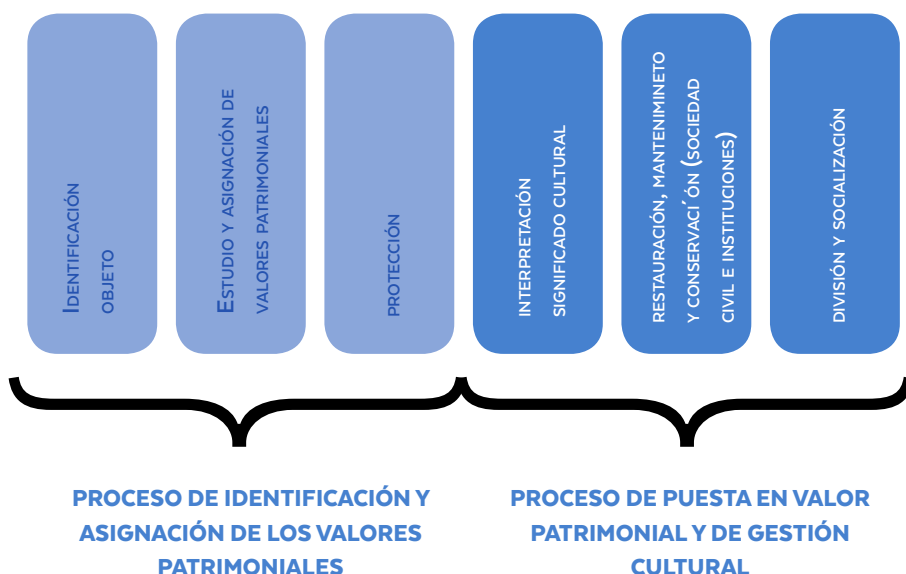 Identificación
objeto
Estudio y asignación de
valores patrimoniales
protección
interpretación
significado cultural
restauración, mantenimineto
y conservaci´ón (sociedad
civil e instituciones)
división y socialización
PROCESO DE IDENTIFICACIÓN Y
ASIGNACIÓN DE LOS VALORES
PATRIMONIALES
PROCESO DE PUESTA EN VALOR
PATRIMONIAL Y DE GESTIÓN
CULTURAL